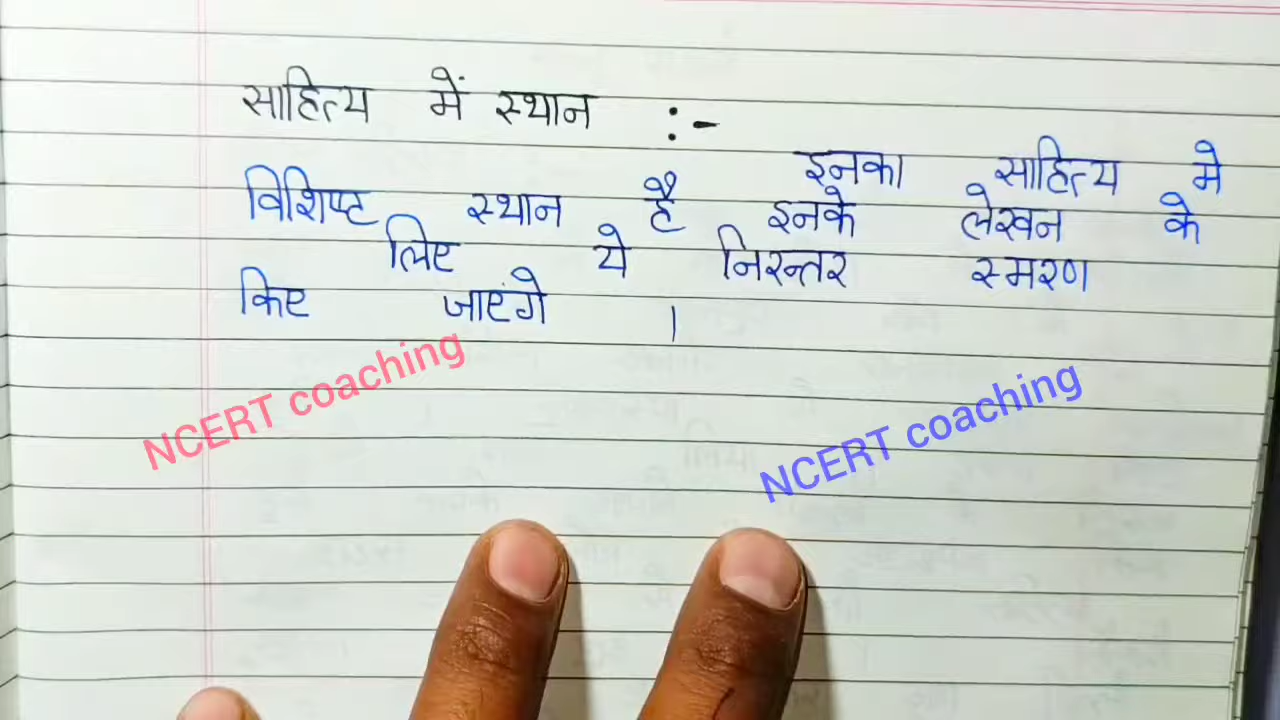 साहित्य में स्थान :-
इनका साहित्य मे
विशिष्ट स्थान है इनके लेखन के
लिए ये निरन्तर स्मरण
किए जाएंगे ।
NCERT coaching
NCERT coaching